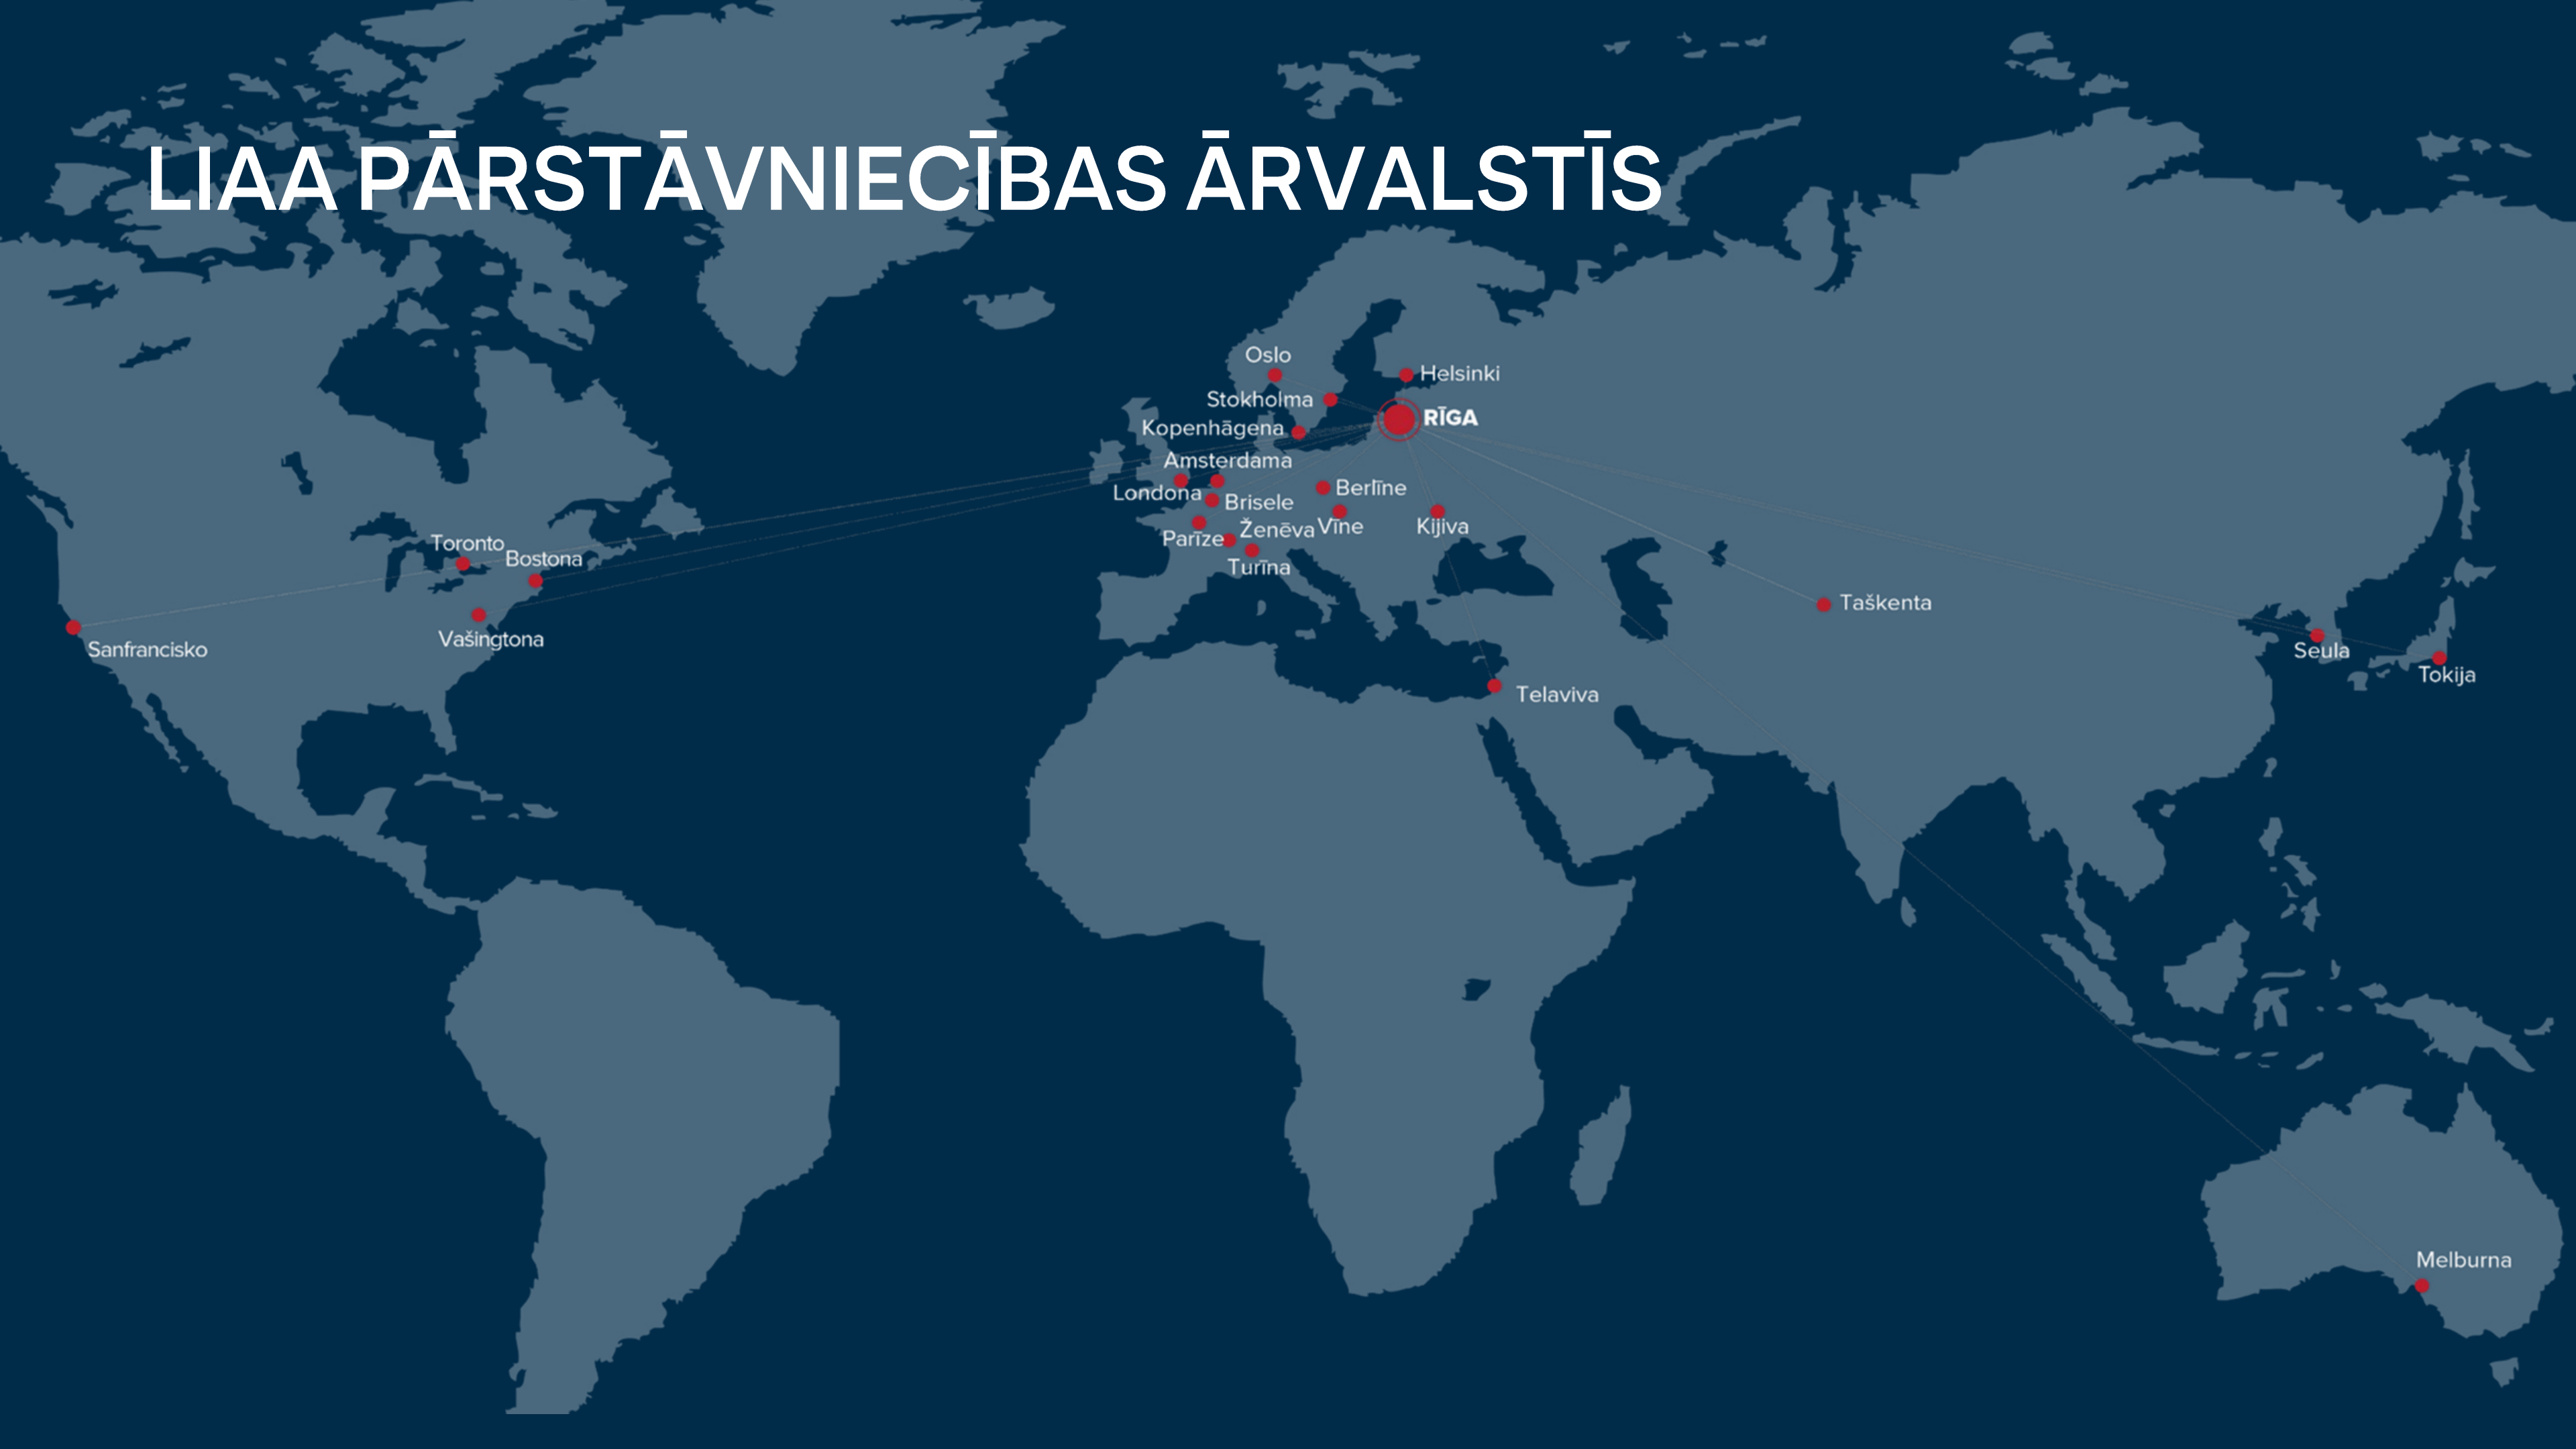 LIAA PĀRSTĀVNIECĪBAS ĀRVALSTĪS
Oslo
Helsinki
Stokholma
RĪGA
Kopenhāgena
Amsterdama
Londona
Brisele
Berlīne
Parīze
Ženēva
Vīne
Kijiva
Turīna
Toronto
Bostona
Vašingtona
Sanfrancisko
Taškenta
Seula
Tokija
Telaviva
Melburna